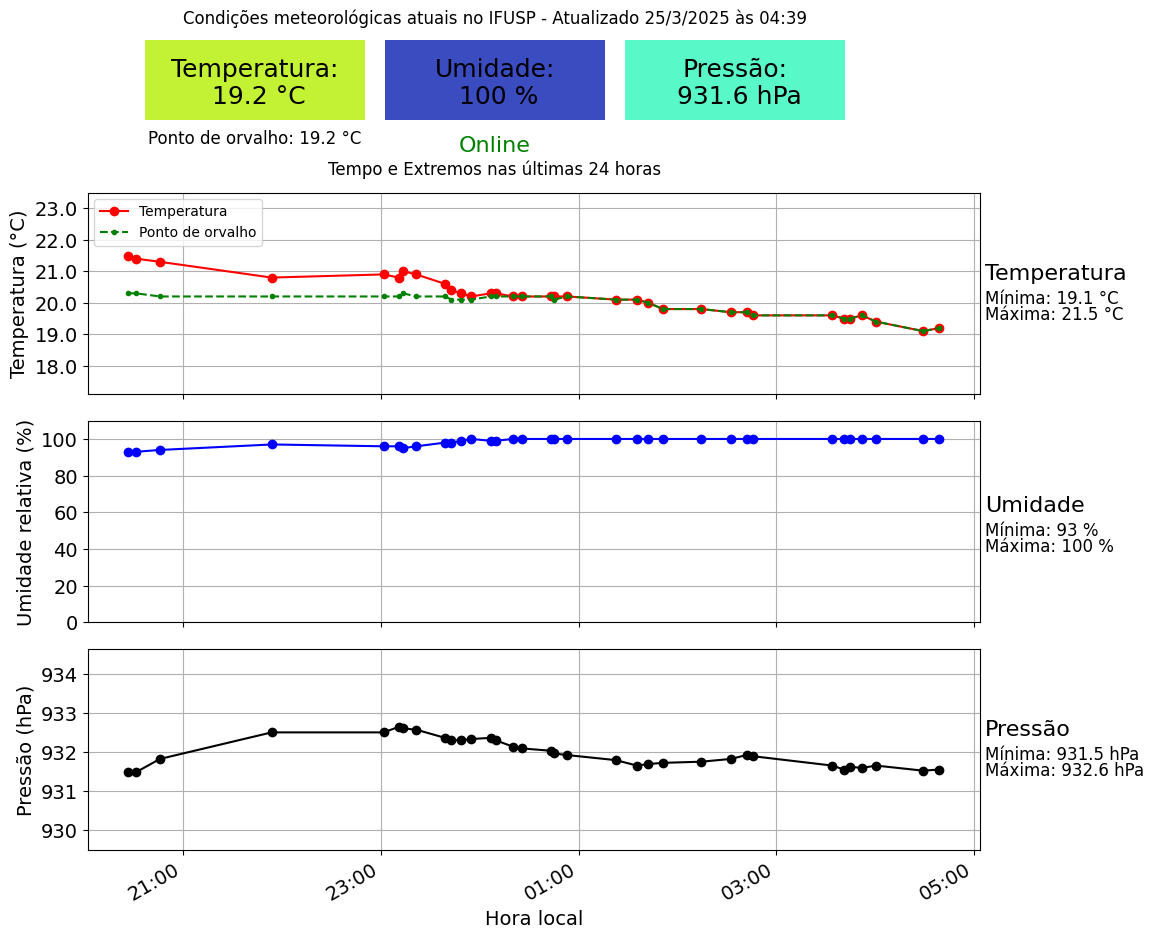 Condições meteorológicas atuais no IFUSP - Atualizado 25/3/2025 às 04:39
Temperatura:
19.2 °C
Umidade:
100 %
Pressão:
931.6 hPa
Ponto de orvalho: 19.2 °C
Online
Tempo e Extremos nas últimas 24 horas
Temperatura (°C)
23.0
22.0
21.0
20.0
19.0
18.0
Temperatura
Ponto de orvalho
Temperatura
Mínima: 19.1 °C
Máxima: 21.5 °C
Umidade relativa (%)
100
80
60
40
20
0
Umidade
Mínima: 93 %
Máxima: 100 %
Pressão (hPa)
934
933
932
931
930
Pressão
Mínima: 931.5 hPa
Máxima: 932.6 hPa
21:00
23:00
01:00
03:00
05:00
Hora local